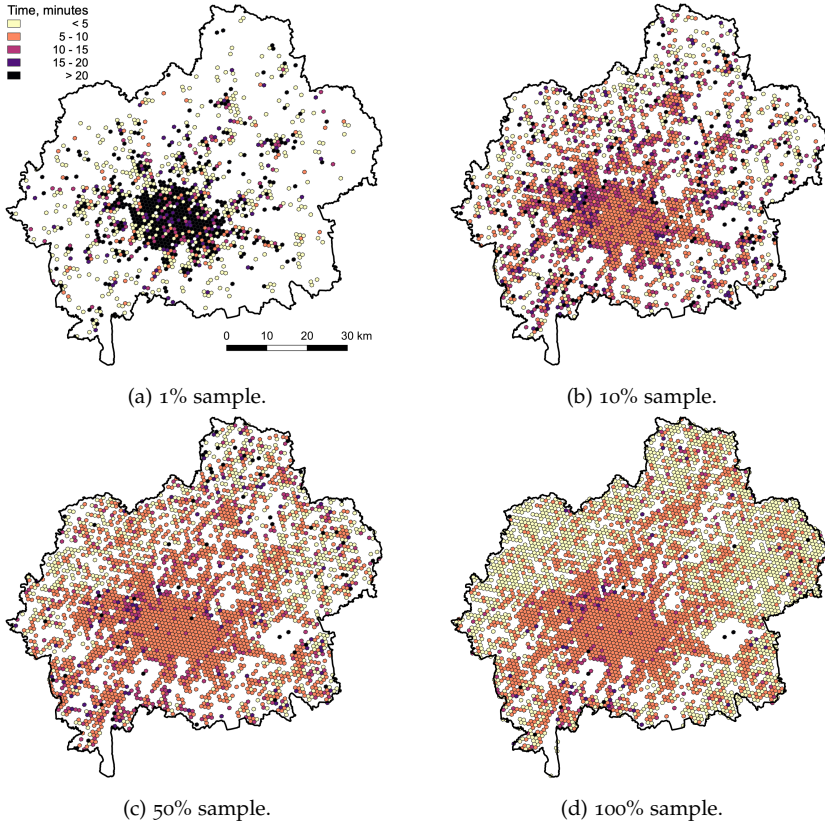 Time, minutes
< 5
5 - 10
10 - 15
15 - 20
> 20
0 10 20 30 km
(a) 1% sample.
(b) 10% sample.
(c) 50% sample.
(d) 100% sample.